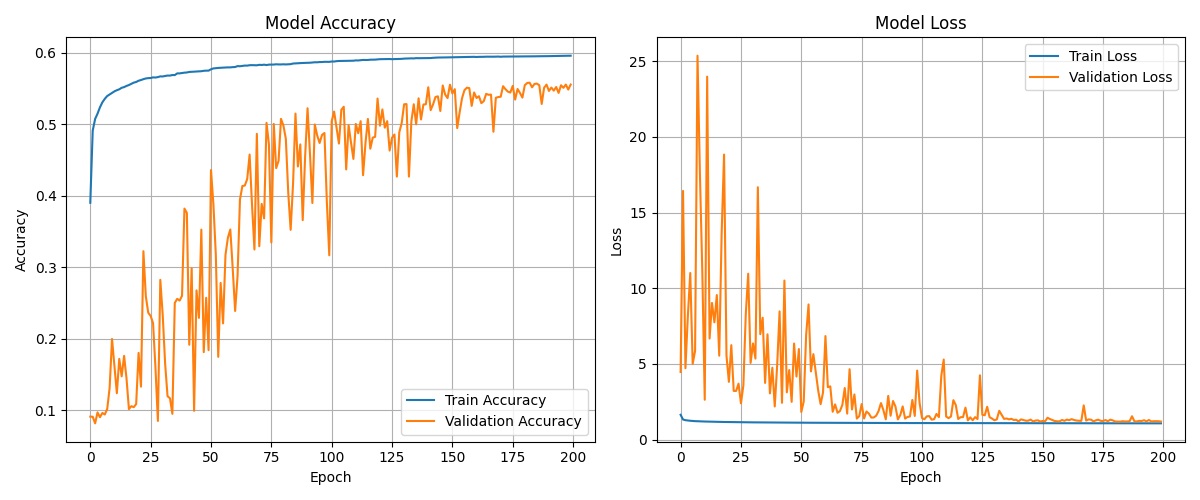 Model Accuracy
0.6
0.5
0.4
0.3
0.2
0.1
Accuracy
0 25 50 75 100 125 150 175 200
Epoch
Train Accuracy
Validation Accuracy
Model Loss
25
20
15
10
5
0
Loss
0 25 50 75 100 125 150 175 200
Epoch
Train Loss
Validation Loss